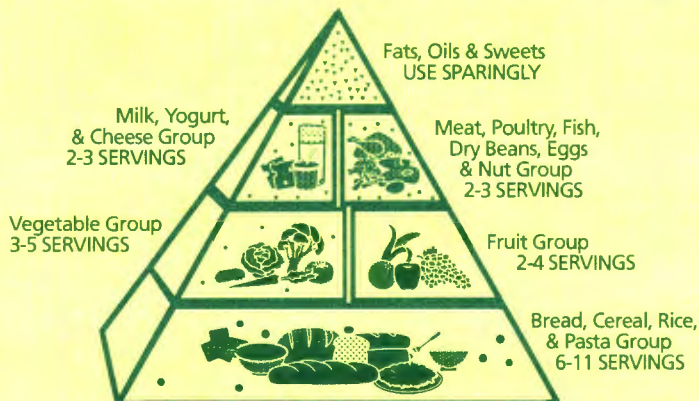 Fats, Oils & Sweets
USE SPARINGLY
Milk, Yogurt,
& Cheese Group
2-3 SERVINGS
Meat, Poultry, Fish,
Dry Beans, Eggs
& Nut Group
2-3 SERVINGS
Vegetable Group
3-5 SERVINGS
Fruit Group
2-4 SERVINGS
Bread, Cereal, Rice,
& Pasta Group
6-11 SERVINGS